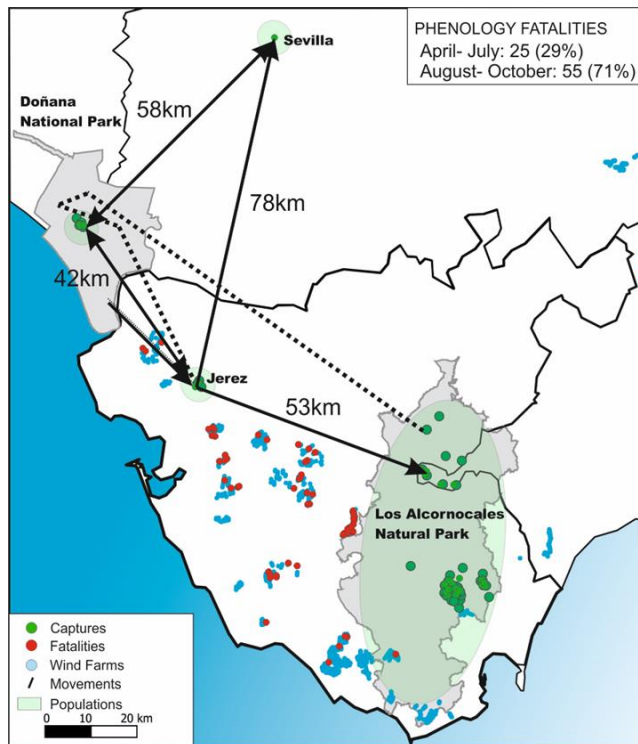 PHENOLOGY FATALITIES
April- July: 25 (29%)
August- October: 55 (71%)
Sevilla
Doñana
National Park
58km
78km
42km
Jerez
53km
Los Alcornocales
Natural Park
Captures
Fatalities
Wind Farms
Movements
Populations
0 10 20 km